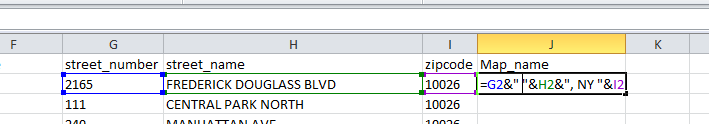 F G H I J K
street_number street_name zipcode Map_name
2165 FREDERICK DOUGLASS BLVD 10026 =G2&" "&H2&", NY "&I2
111 CENTRAL PARK NORTH 10026
240 MANHATTAN AVE 10026